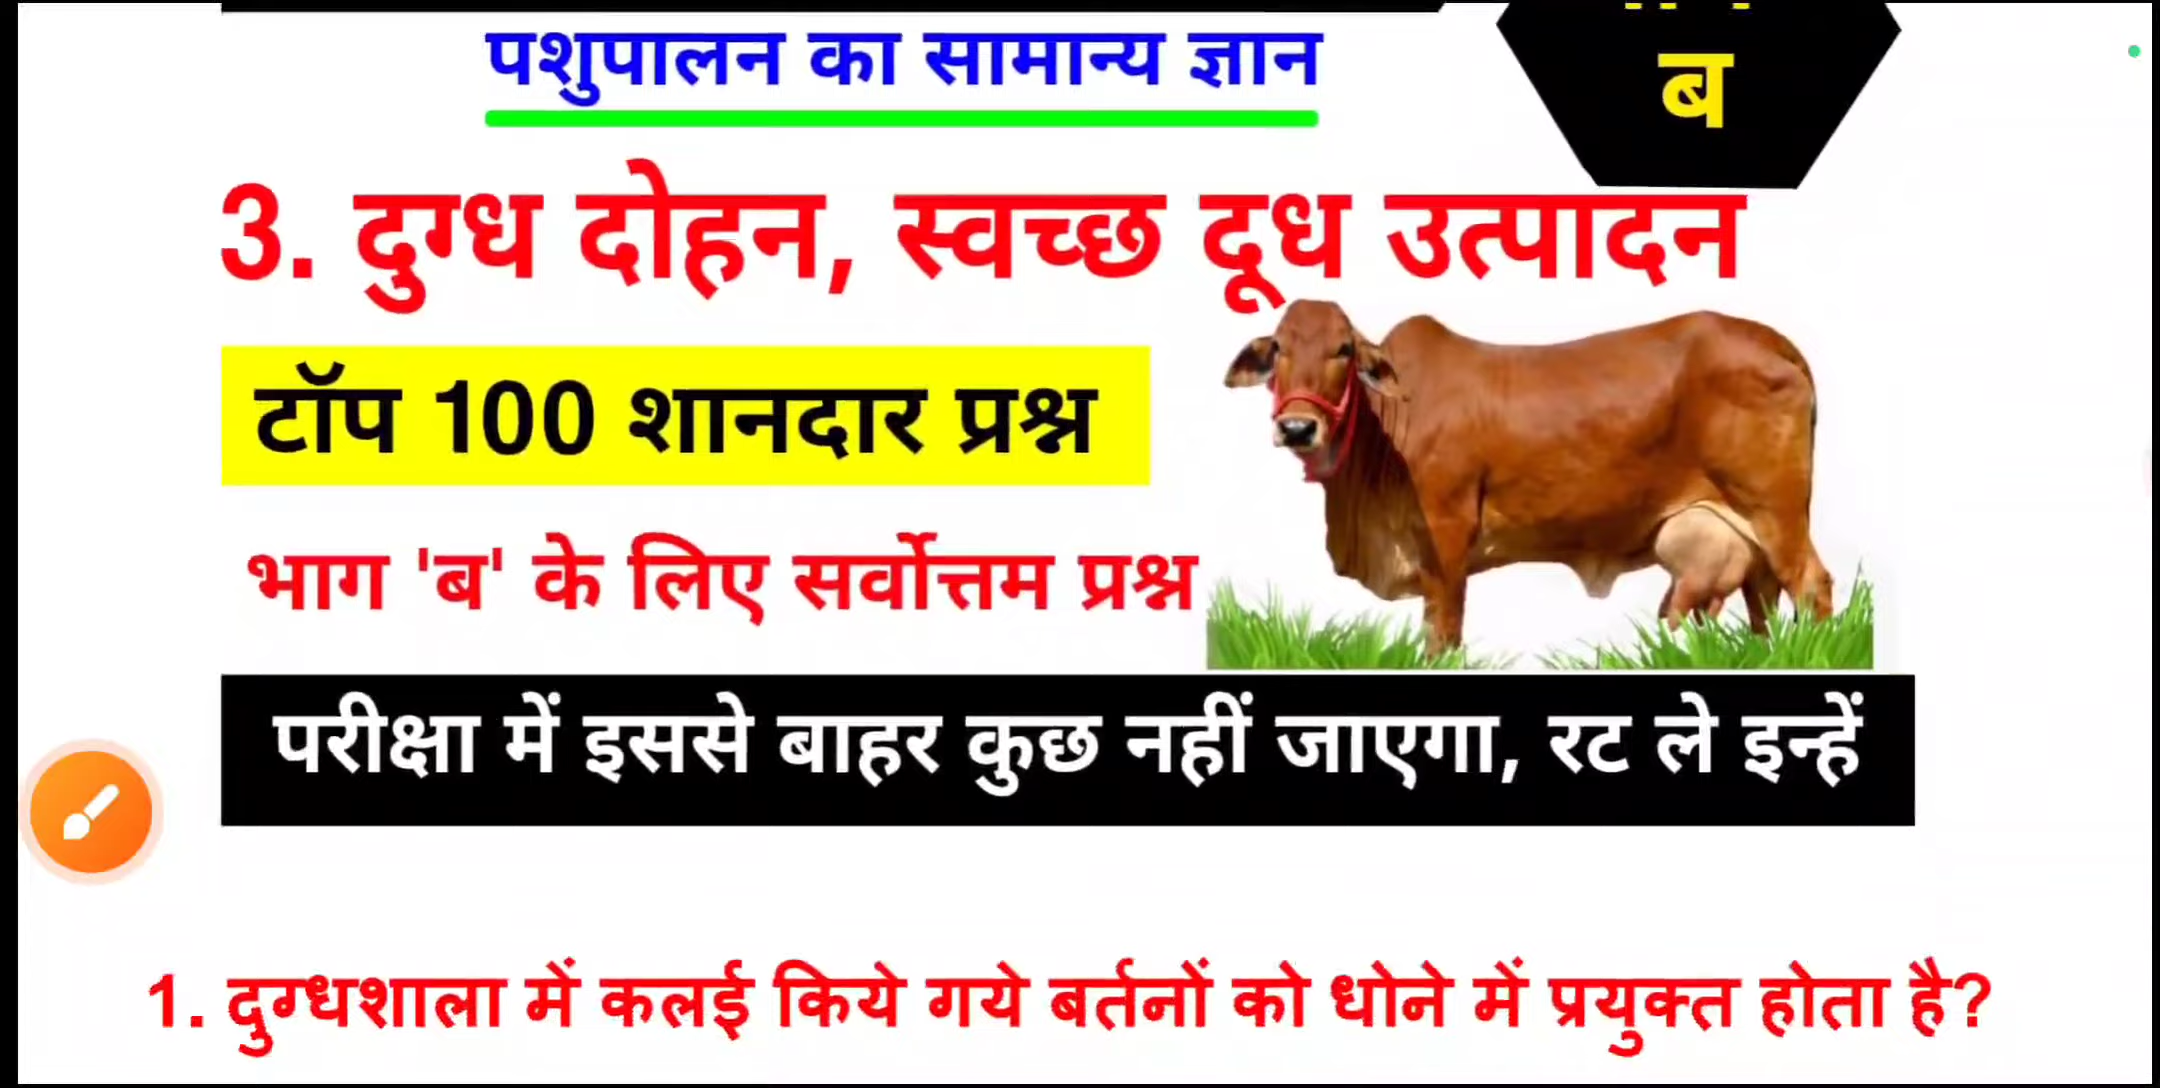 पशुपालन का सामान्य ज्ञान
ब
3. दुग्ध दोहन, स्वच्छ दूध उत्पादन
टॉप 100 शानदार प्रश्न
भाग 'ब' के लिए सर्वोत्तम प्रश्न
परीक्षा में इससे बाहर कुछ नहीं जाएगा, रट ले इन्हें
1. दुग्धशाला में कलई किये गये बर्तनों को धोने में प्रयुक्त होता है?